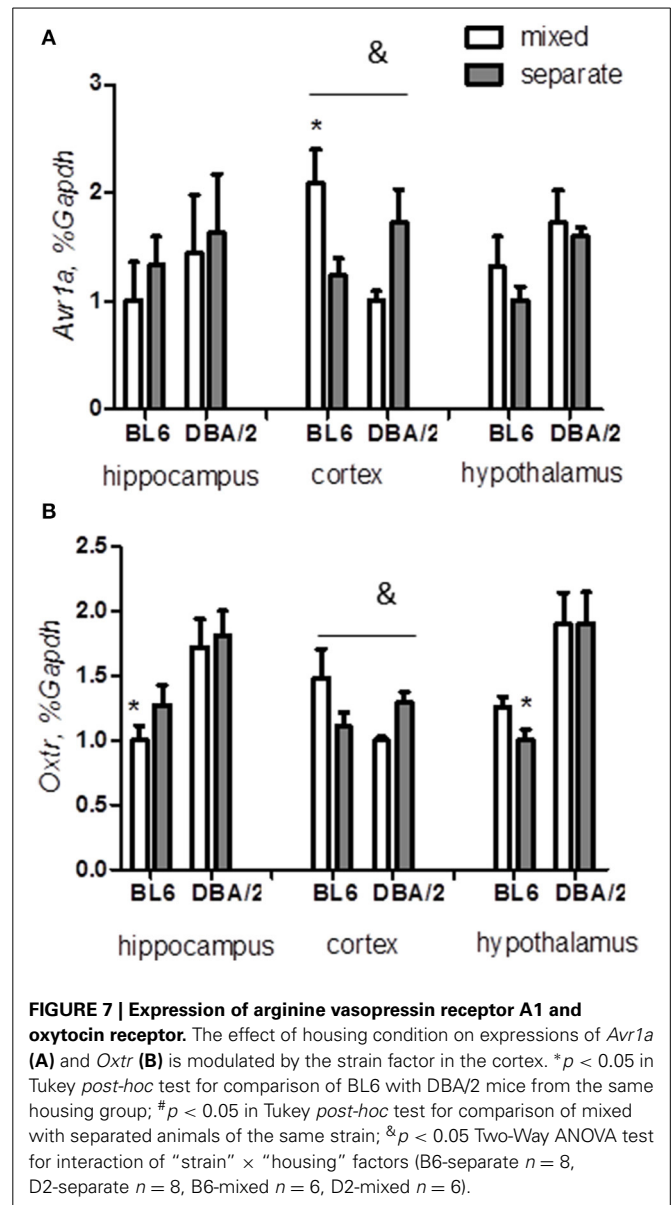 A
&
mixed
separate
3
2
1
0
Avr1a, %Gapdh
*
BL6 DBA/2 BL6 DBA/2 BL6 DBA/2
hippocampus cortex hypothalamus
B
2.5
2.0
1.5
1.0
0.5
0.0
Oxtr, %Gapdh
&
* *
BL6 DBA/2 BL6 DBA/2 BL6 DBA/2
hippocampus cortex hypothalamus
FIGURE 7 | Expression of arginine vasopressin receptor A1 and
oxytocin receptor. The effect of housing condition on expressions of Avr1a
(A) and Oxtr (B) is modulated by the strain factor in the cortex. *p < 0.05 in
Tukey post-hoc test for comparison of BL6 with DBA/2 mice from the same
housing group; #p < 0.05 in Tukey post-hoc test for comparison of mixed
with separated animals of the same strain; &p < 0.05 Two-Way ANOVA test
for interaction of "strain" × "housing" factors (B6-separate n = 8,
D2-separate n = 8, B6-mixed n = 6, D2-mixed n = 6).